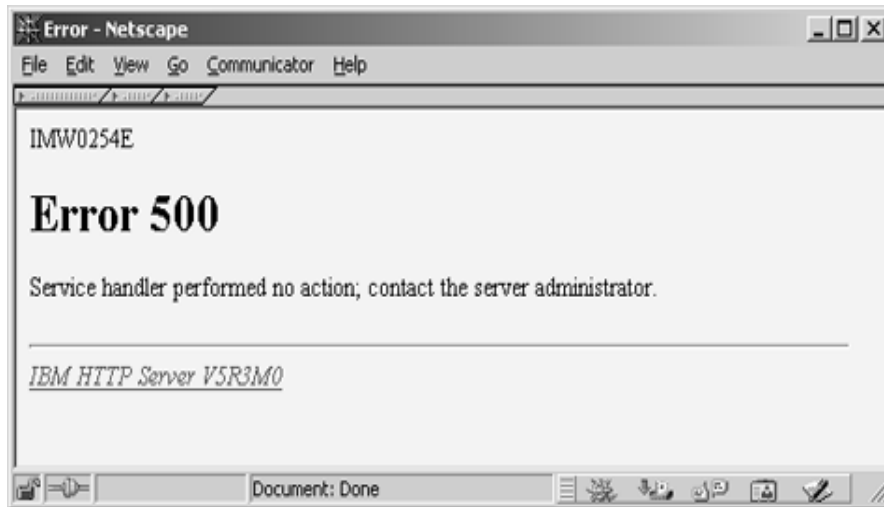 Error - Netscape
File Edit View Go Communicator Help
IMW0254E
Error 500
Service handler performed no action; contact the server administrator.
IBM HTTP Server V5R3M0
Document: Done